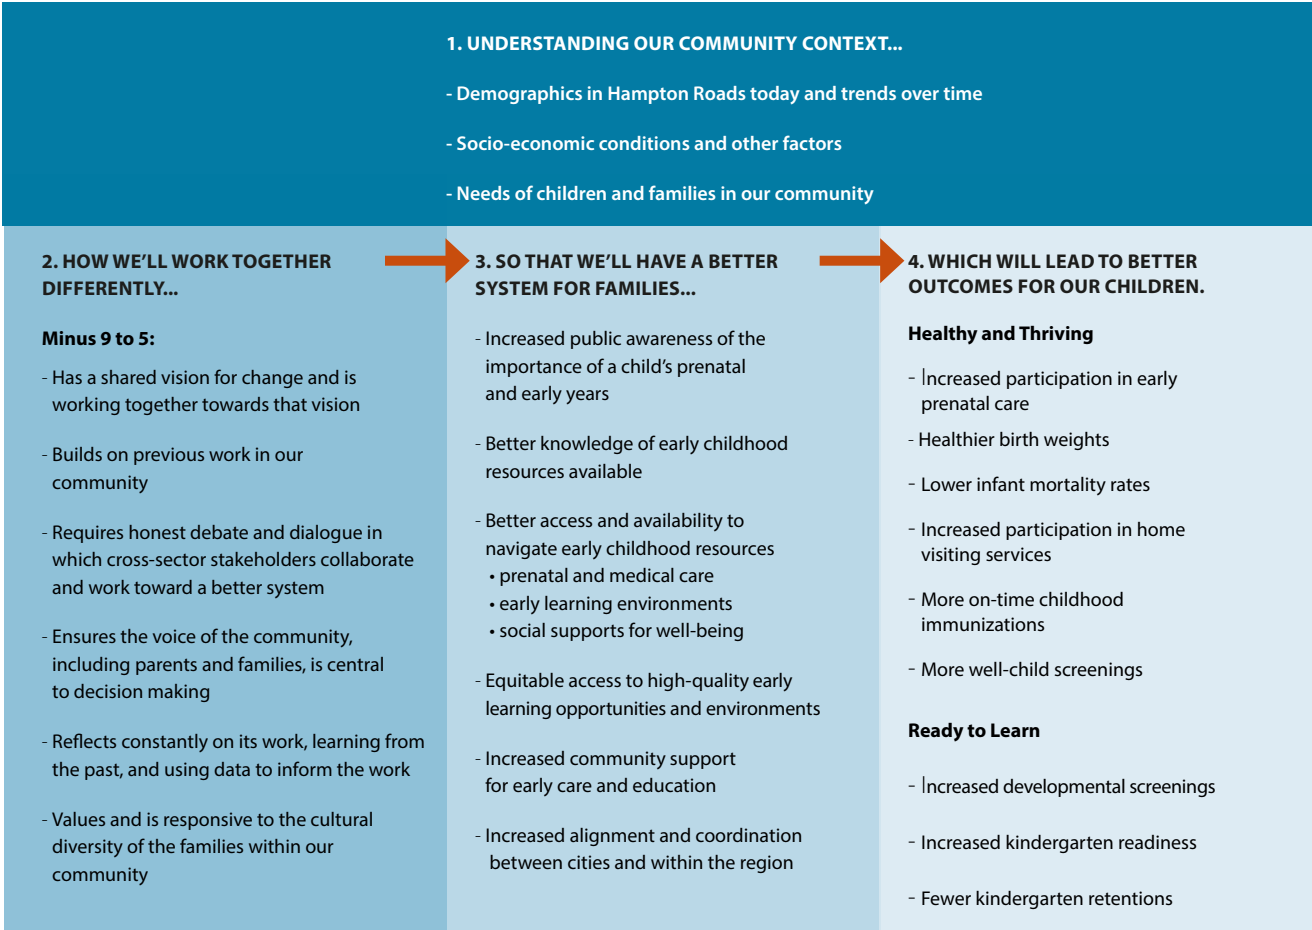 1. UNDERSTANDING OUR COMMUNITY CONTEXT...
- Demographics in Hampton Roads today and trends over time
- Socio-economic conditions and other factors
- Needs of children and families in our community
2. HOW WE'LL WORK TOGETHER
DIFFERENTLY...
Minus 9 to 5:
- Has a shared vision for change and is
working together towards that vision
- Builds on previous work in our
community
- Requires honest debate and dialogue in
which cross-sector stakeholders collaborate
and work toward a better system
- Ensures the voice of the community,
including parents and families, is central
to decision making
- Reflects constantly on its work, learning from
the past, and using data to inform the work
- Values and is responsive to the cultural
diversity of the families within our
community
3. SO THAT WE'LL HAVE A BETTER
SYSTEM FOR FAMILIES...
- Increased public awareness of the
importance of a child's prenatal
and early years
- Better knowledge of early childhood
resources available
- Better access and availability to
navigate early childhood resources
• prenatal and medical care
• early learning environments
• social supports for well-being
- Equitable access to high-quality early
learning opportunities and environments
- Increased community support
for early care and education
- Increased alignment and coordination
between cities and within the region
4. WHICH WILL LEAD TO BETTER
OUTCOMES FOR OUR CHILDREN.
Healthy and Thriving
- Increased participation in early
prenatal care
- Healthier birth weights
- Lower infant mortality rates
- Increased participation in home
visiting services
- More on-time childhood
immunizations
- More well-child screenings
Ready to Learn
- Increased developmental screenings
- Increased kindergarten readiness
- Fewer kindergarten retentions